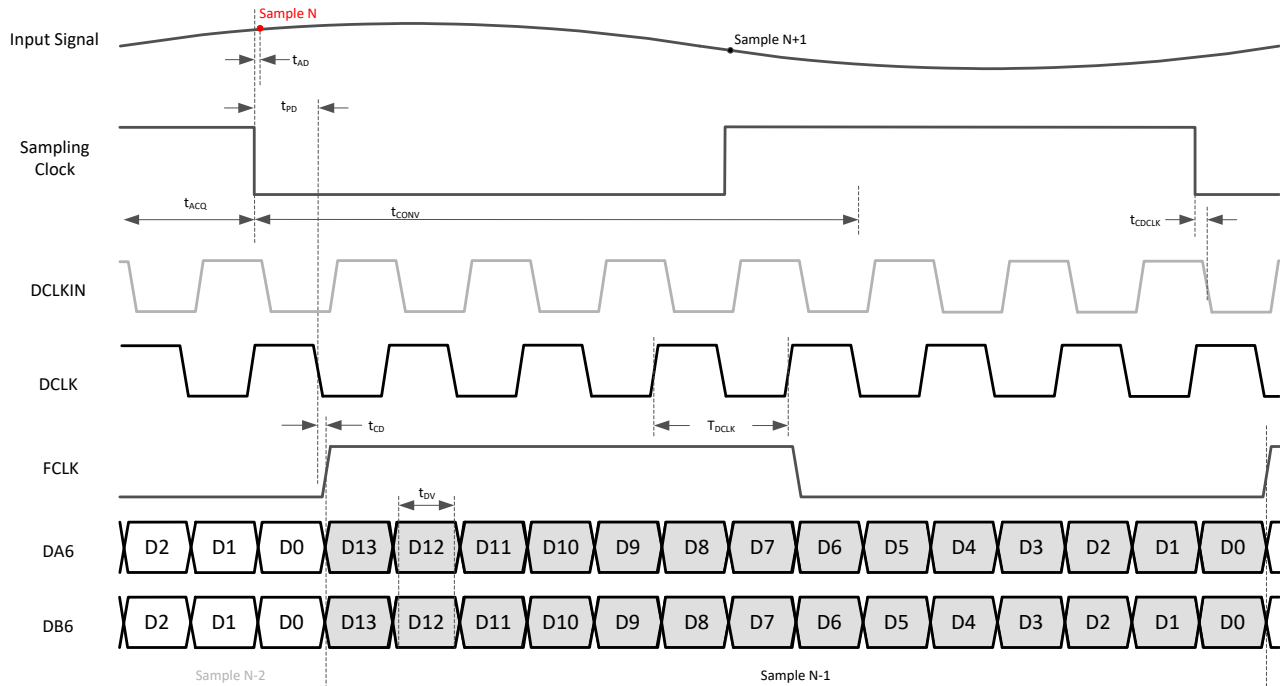 Sample N
Input Signal
Sample N+1
tAD
tPD
Sampling
Clock
tACQ
tCONV
tCDCLK
DCLKIN
DCLK
tCD
TDCLK
FCLK
tDV
DA6
D2 D1 D0 D13 D12 D11 D10 D9 D8 D7 D6 D5 D4 D3 D2 D1 D0
DB6
D2 D1 D0 D13 D12 D11 D10 D9 D8 D7 D6 D5 D4 D3 D2 D1 D0
Sample N-2
Sample N-1